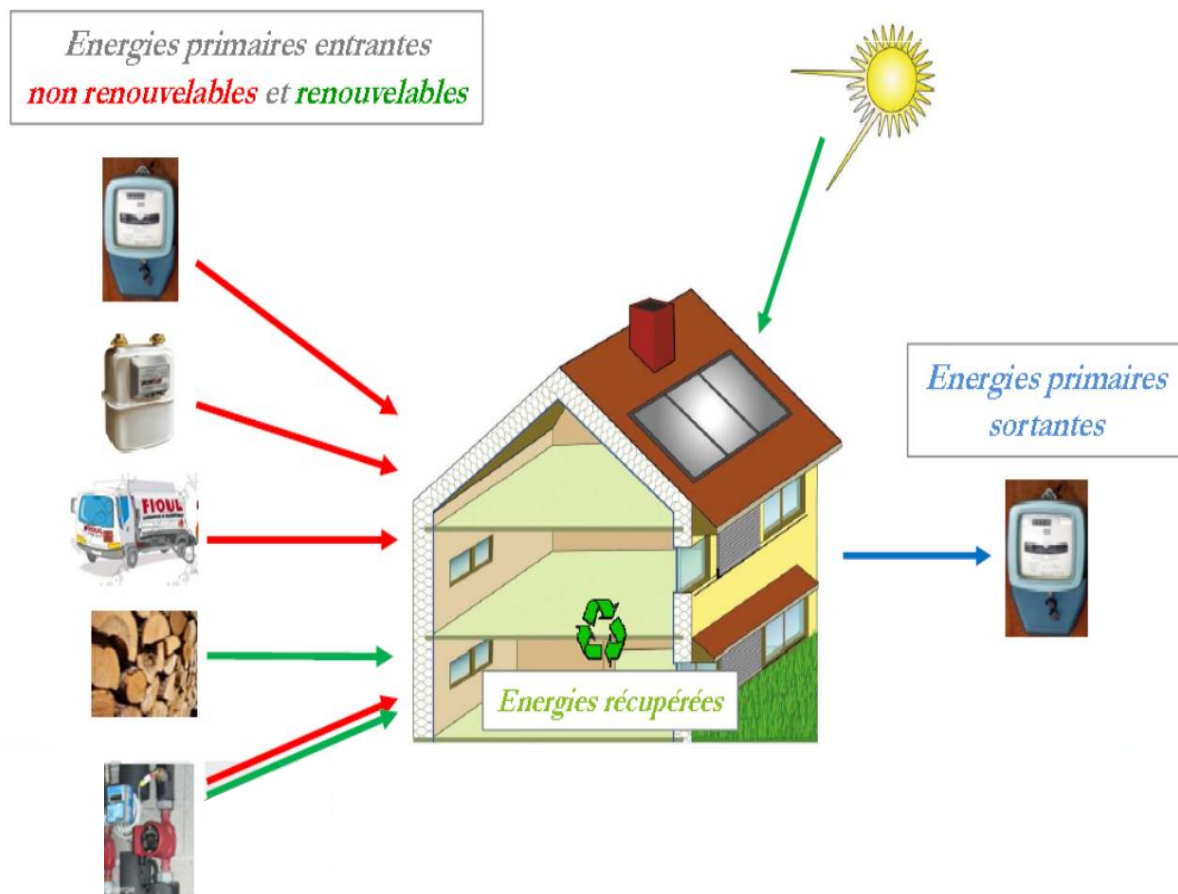 Energies primaires entrantes
non renouvelables et renouvelables
FIOUL
Energies primaires
sortantes
Energies récupérées